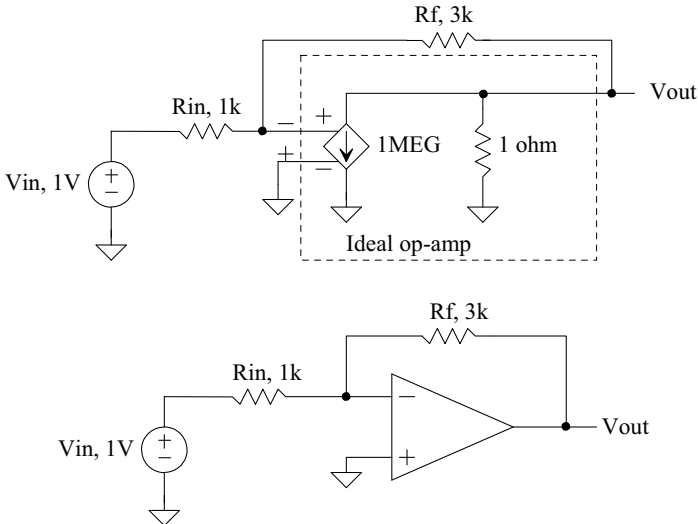 Rf, 3k
Vout
Rin, 1k
− +
1MEG
1 ohm
+
−
Vin, 1V
+
−
Ideal op-amp
Rf, 3k
Rin, 1k
−
Vout
Vin, 1V
+
−
+